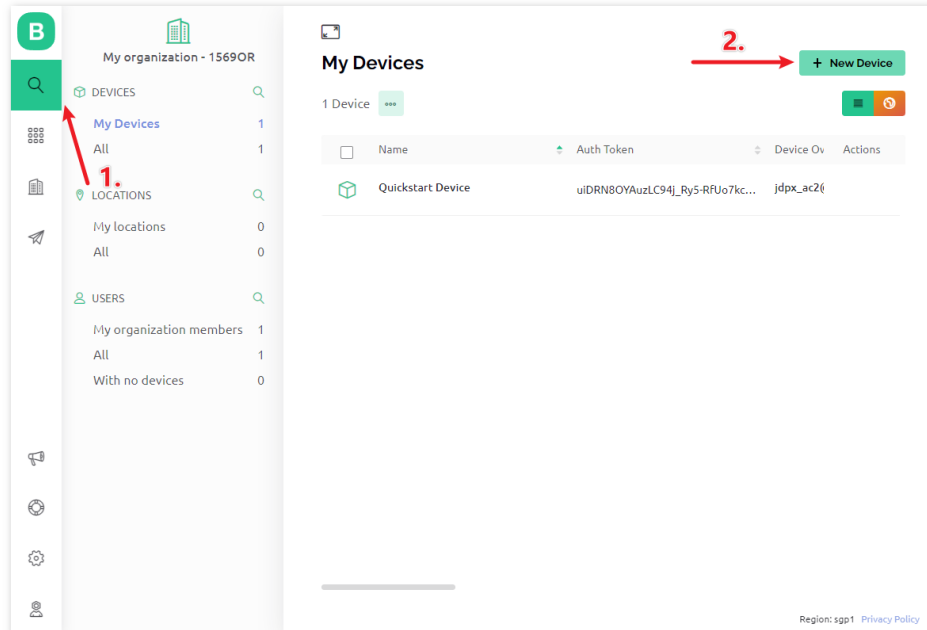 B
My organization - 1569OR
DEVICES
My Devices 1
All 1
1.
LOCATIONS
My locations 0
All 0
USERS
My organization members 1
All 1
With no devices 0
My Devices
2.
+ New Device
1 Device
Name Auth Token Device Ov Actions
Quickstart Device uiDRN8OYAuzLC94j_Ry5-RfUo7kc... jdpx_ac2(
Region: sgp1 Privacy Policy